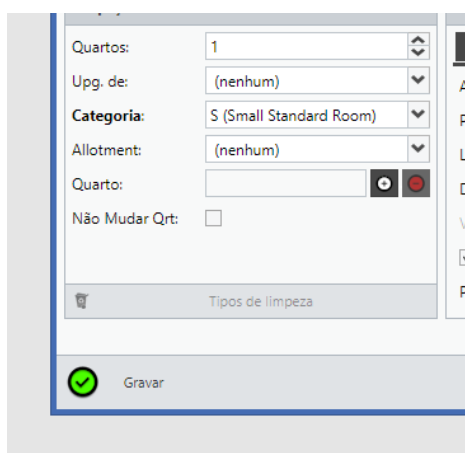 Quartos: 1
Upg. de: (nenhum)
Categoria: S (Small Standard Room)
Allotment: (nenhum)
Quarto:
Não Mudar Qrt:
Tipos de limpeza
Gravar